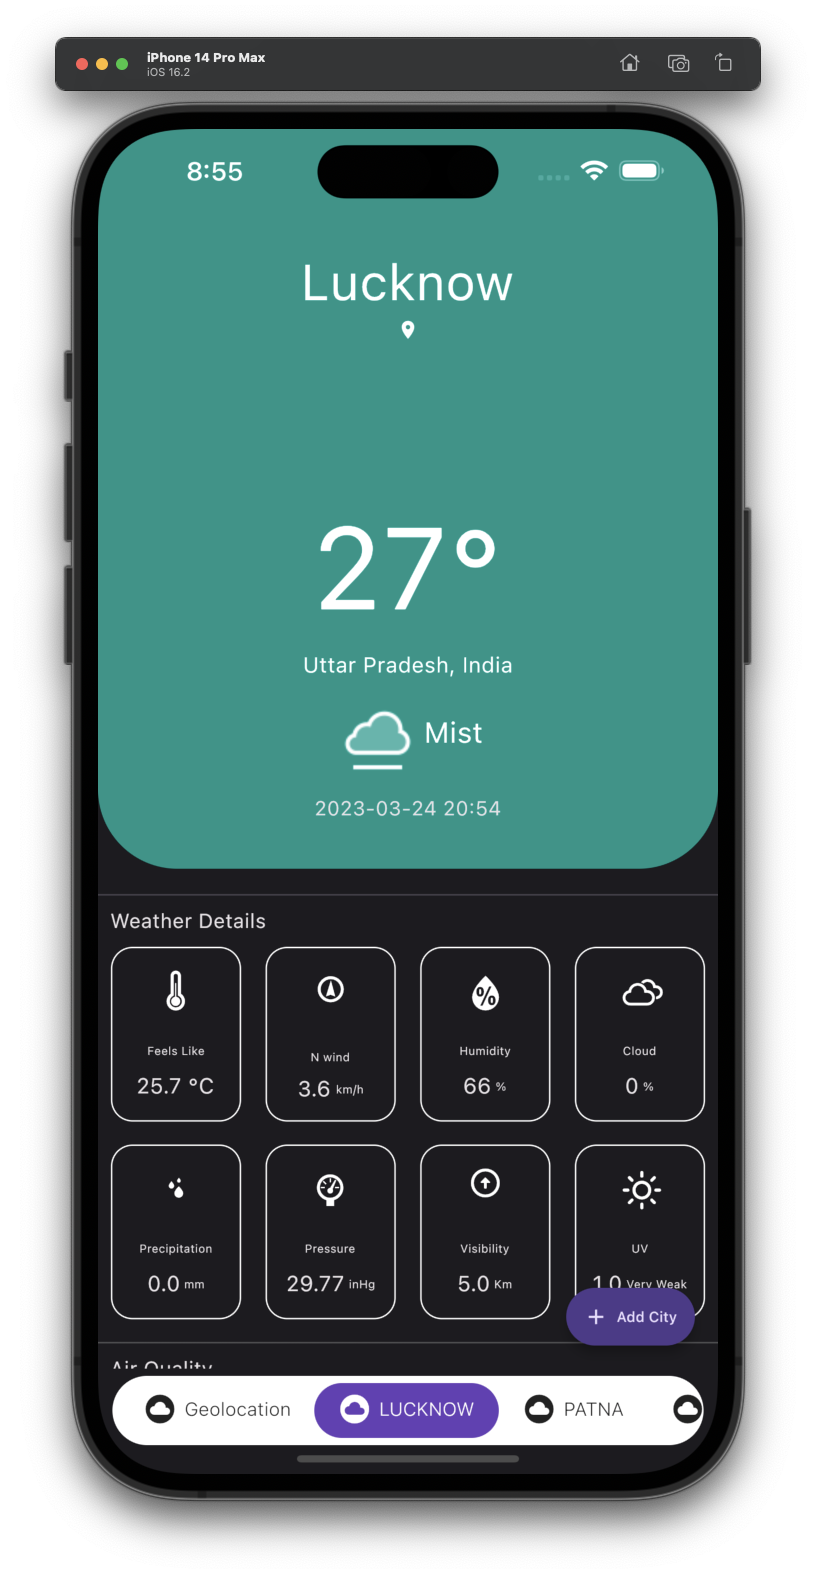 iPhone 14 Pro Max
iOS 16.2
8:55
Lucknow
27°
Uttar Pradesh, India
Mist
2023-03-24 20:54
Weather Details
Feels Like
25.7 °C
N wind
3.6 km/h
%
Humidity
66 %
Cloud
0 %
Precipitation
0.0 mm
Pressure
29.77 inHg
Visibility
5.0 Km
UV
1.0 Very Weak
+ Add City
Air Quality
Geolocation
LUCKNOW
PATNA